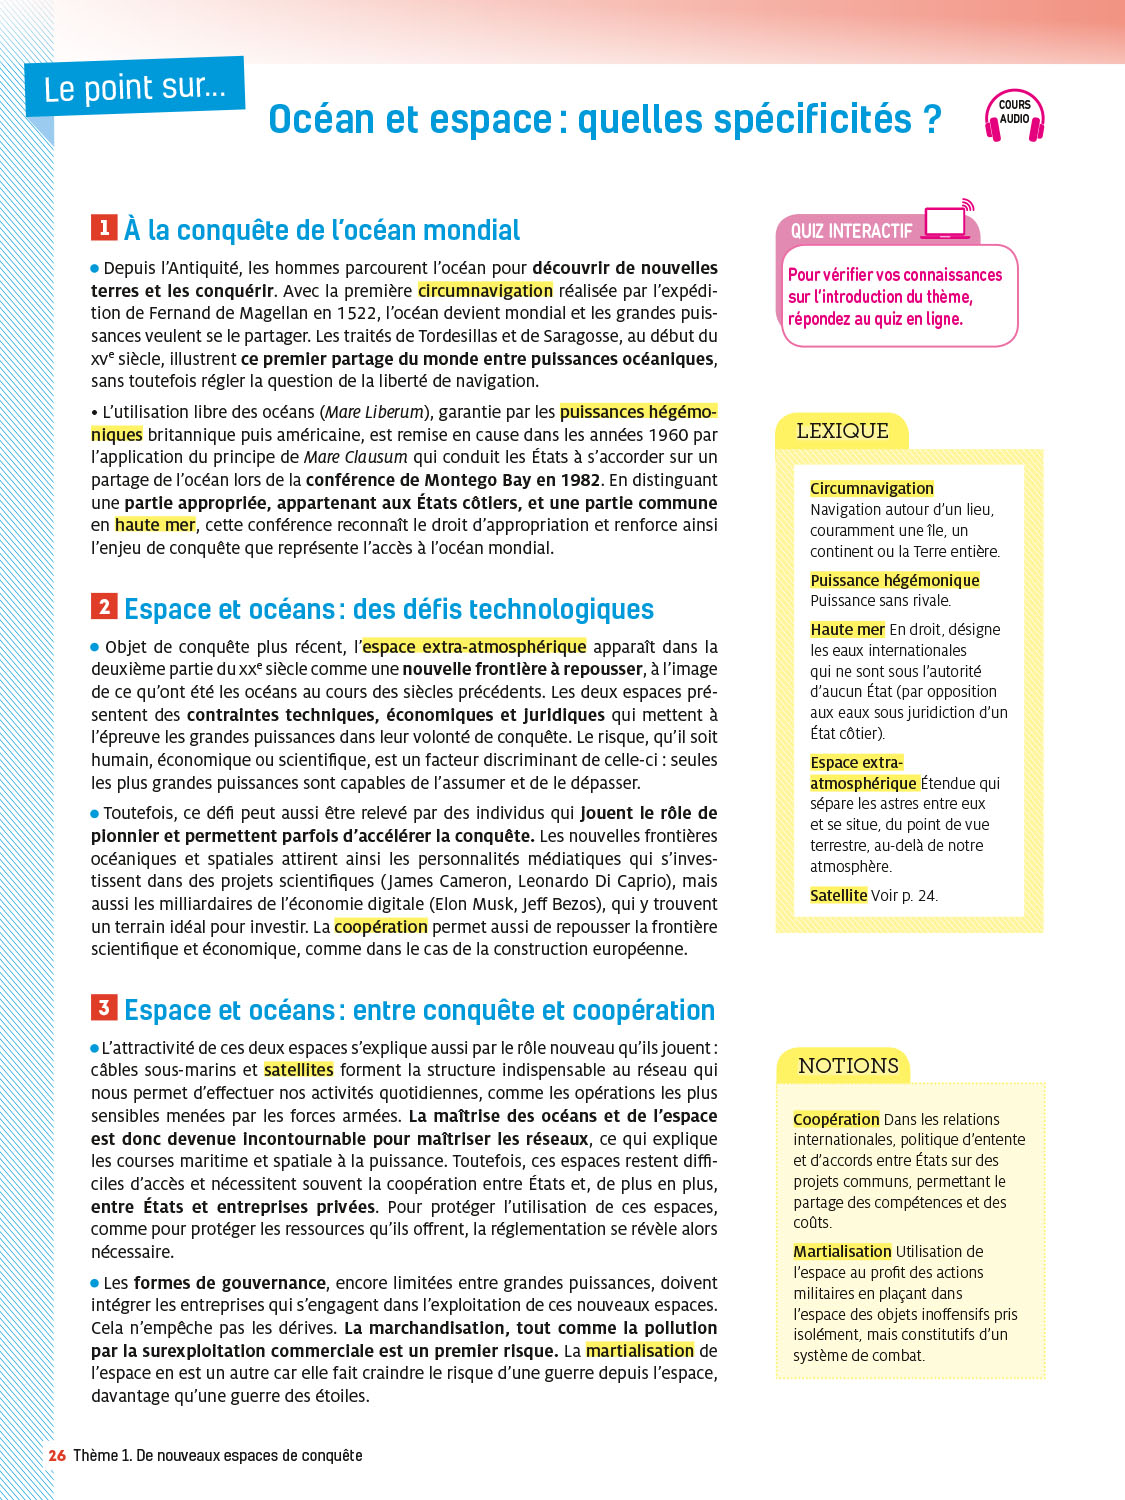 Le point sur...
Océan et espace : quelles spécificités ?
COURS
AUDIO
1 À la conquête de l'océan mondial
• Depuis l'Antiquité, les hommes parcourent l'océan pour découvrir de nouvelles
terres et les conquérir. Avec la première circumnavigation réalisée par l'expédi-
tion de Fernand de Magellan en 1522, l'océan devient mondial et les grandes puis-
sances veulent se le partager. Les traités de Tordesillas et de Saragosse, au début du
XVe siècle, illustrent ce premier partage du monde entre puissances océaniques,
sans toutefois régler la question de la liberté de navigation.
• L'utilisation libre des océans (Mare Liberum), garantie par les puissances hégémo-
niques britannique puis américaine, est remise en cause dans les années 1960 par
l'application du principe de Mare Clausum qui conduit les États à s'accorder sur un
partage de l'océan lors de la conférence de Montego Bay en 1982. En distinguant
une partie appropriée, appartenant aux États côtiers, et une partie commune
en haute mer, cette conférence reconnaît le droit d'appropriation et renforce ainsi
l'enjeu de conquête que représente l'accès à l'océan mondial.
2 Espace et océans : des défis technologiques
• Objet de conquête plus récent, l'espace extra-atmosphérique apparaît dans la
deuxième partie du XXe siècle comme une nouvelle frontière à repousser, à l'image
de ce qu'ont été les océans au cours des siècles précédents. Les deux espaces pré-
sentent des contraintes techniques, économiques et juridiques qui mettent à
l'épreuve les grandes puissances dans leur volonté de conquête. Le risque, qu'il soit
humain, économique ou scientifique, est un facteur discriminant de celle-ci : seules
les plus grandes puissances sont capables de l'assumer et de le dépasser.
• Toutefois, ce défi peut aussi être relevé par des individus qui jouent le rôle de
pionnier et permettent parfois d'accélérer la conquête. Les nouvelles frontières
océaniques et spatiales attirent ainsi les personnalités médiatiques qui s'inves-
tissent dans des projets scientifiques (James Cameron, Leonardo Di Caprio), mais
aussi les milliardaires de l'économie digitale (Elon Musk, Jeff Bezos), qui y trouvent
un terrain idéal pour investir. La coopération permet aussi de repousser la frontière
scientifique et économique, comme dans le cas de la construction européenne.
3 Espace et océans : entre conquête et coopération
• L'attractivité de ces deux espaces s'explique aussi par le rôle nouveau qu'ils jouent :
câbles sous-marins et satellites forment la structure indispensable au réseau qui
nous permet d'effectuer nos activités quotidiennes, comme les opérations les plus
sensibles menées par les forces armées. La maîtrise des océans et de l'espace
est donc devenue incontournable pour maîtriser les réseaux, ce qui explique
les courses maritime et spatiale à la puissance. Toutefois, ces espaces restent diffi-
ciles d'accès et nécessitent souvent la coopération entre États et, de plus en plus,
entre États et entreprises privées. Pour protéger l'utilisation de ces espaces,
comme pour protéger les ressources qu'ils offrent, la réglementation se révèle alors
nécessaire.
• Les formes de gouvernance, encore limitées entre grandes puissances, doivent
intégrer les entreprises qui s'engagent dans l'exploitation de ces nouveaux espaces.
Cela n'empêche pas les dérives. La marchandisation, tout comme la pollution
par la surexploitation commerciale est un premier risque. La martialisation de
l'espace en est un autre car elle fait craindre le risque d'une guerre depuis l'espace,
davantage qu'une guerre des étoiles.
QUIZ INTERACTIF
Pour vérifier vos connaissances
sur l'introduction du thème,
répondez au quiz en ligne.
LEXIQUE
Circumnavigation
Navigation autour d'un lieu,
couramment une île, un
continent ou la Terre entière.
Puissance hégémonique
Puissance sans rivale.
Haute mer En droit, désigne
les eaux internationales
qui ne sont sous l'autorité
d'aucun État (par opposition
aux eaux sous juridiction d'un
État côtier).
Espace extra-
atmosphérique Étendue qui
sépare les astres entre eux
et se situe, du point de vue
terrestre, au-delà de notre
atmosphère.
Satellite Voir p. 24.
NOTIONS
Coopération Dans les relations
internationales, politique d'entente
et d'accords entre États sur des
projets communs, permettant le
partage des compétences et des
coûts.
Martialisation Utilisation de
l'espace au profit des actions
militaires en plaçant dans
l'espace des objets inoffensifs pris
isolément, mais constitutifs d'un
système de combat.
26 Thème 1. De nouveaux espaces de conquête